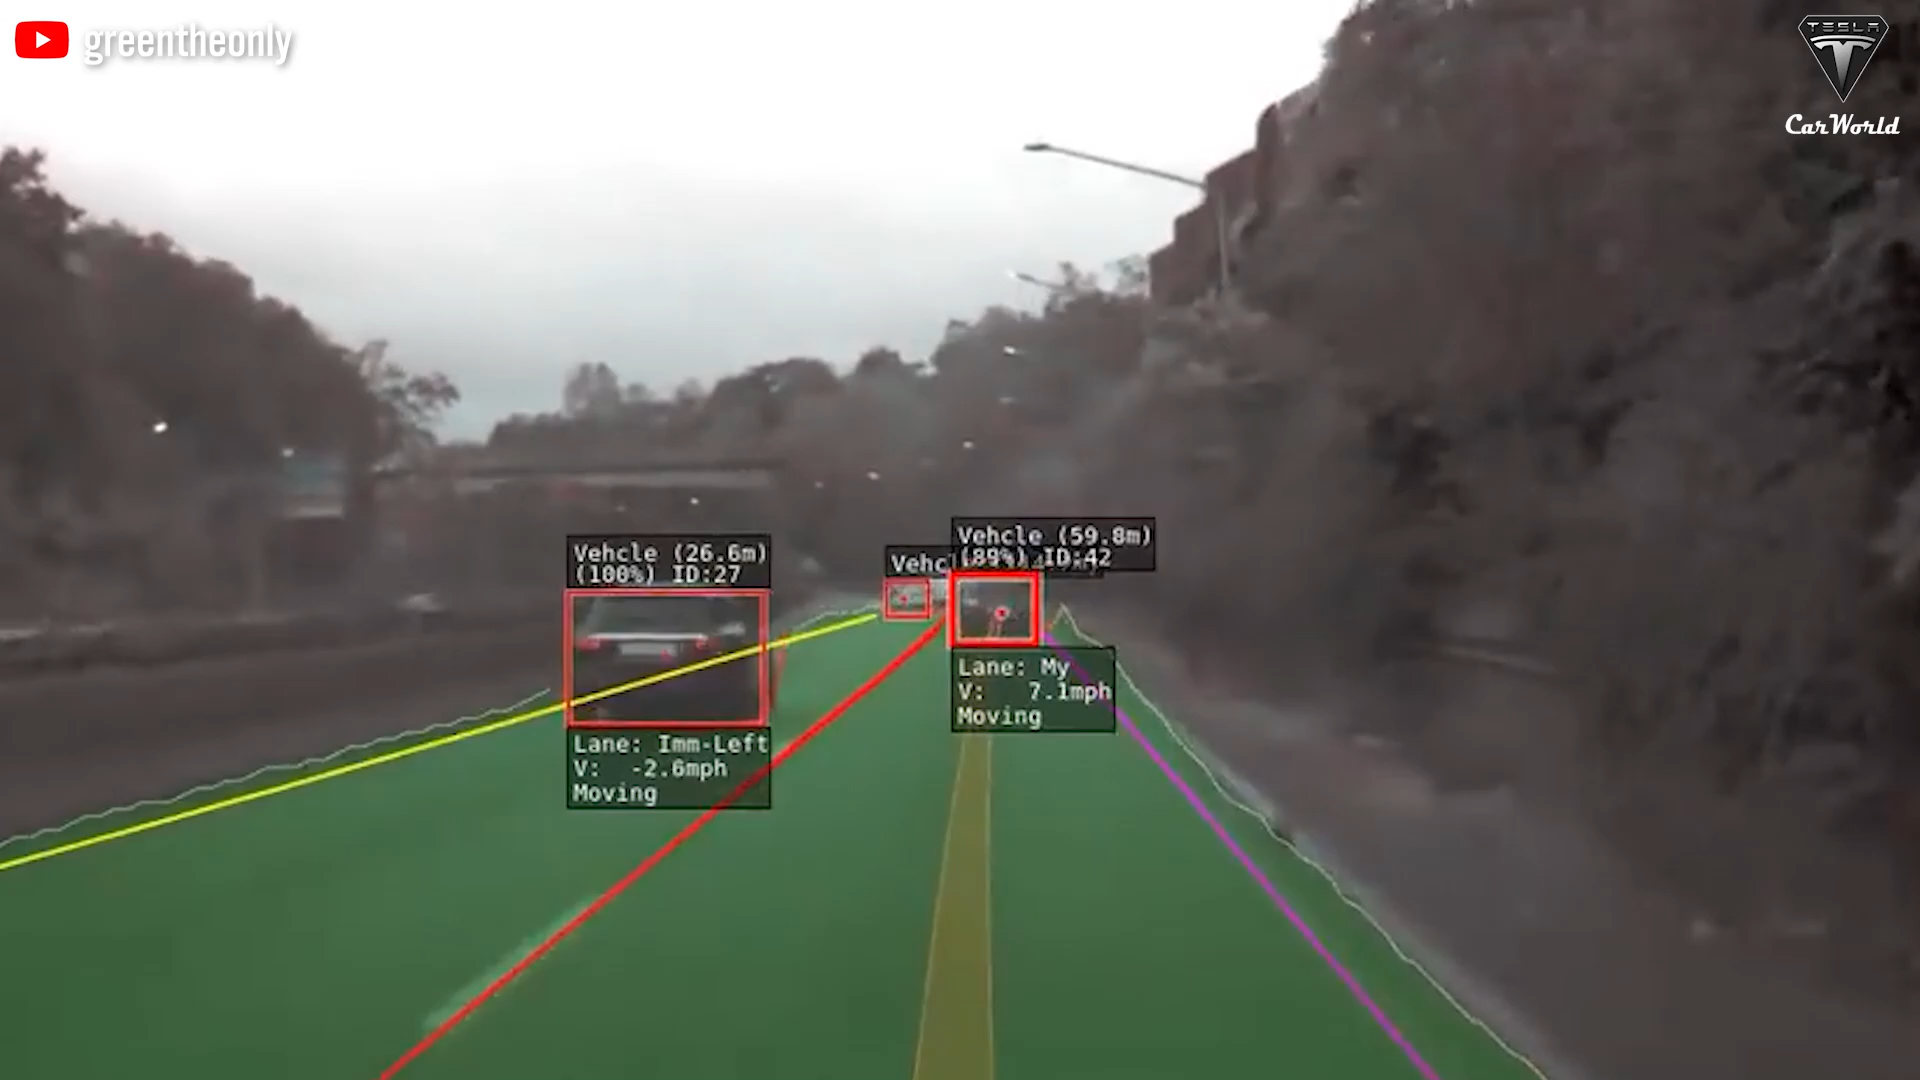 greentheonly
TESLA
CarWorld
Vehcle (59.8m)
(89%) ID:42
Vehcle (26.6m)
(100%) ID:27
Lane: My
V: 7.1mph
Moving
Lane: Imm-Left
V: -2.6mph
Moving